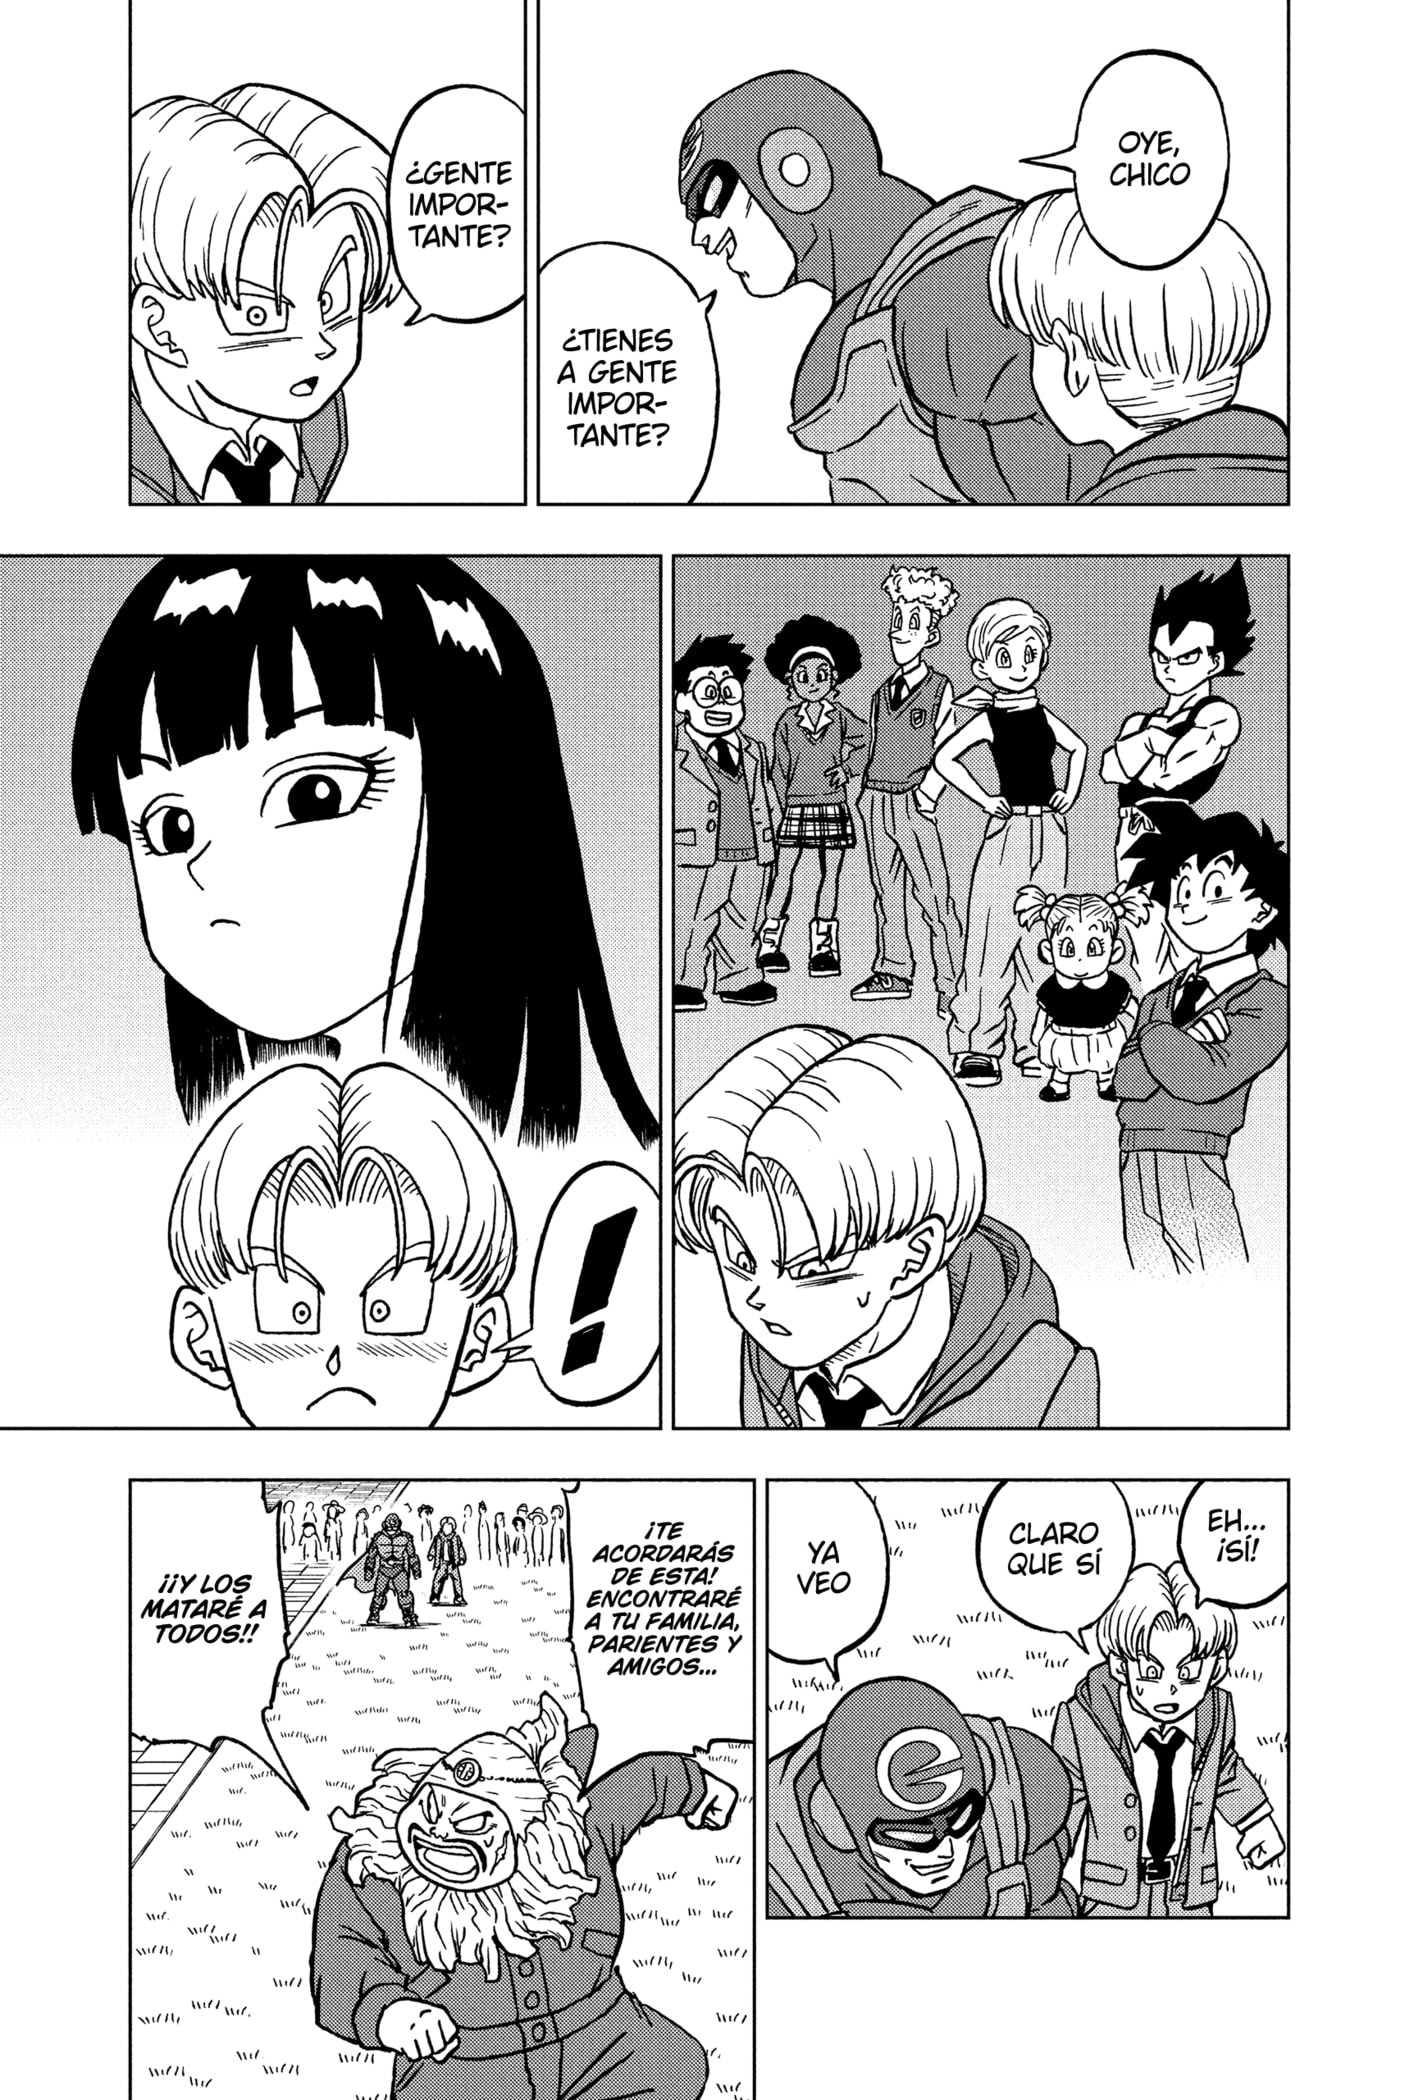 OYE,
CHICO
¿TIENES
A GENTE
IMPOR-
TANTE?
¿GENTE
IMPOR-
TANTE?
!
EH...
¡SÍ!
CLARO
QUE SÍ
YA
VEO
¡TE
ACORDARÁS
DE ESTA!
ENCONTRARÉ
A TU FAMILIA,
PARIENTES Y
AMIGOS...
¡¡Y LOS
MATARÉ A
TODOS!!